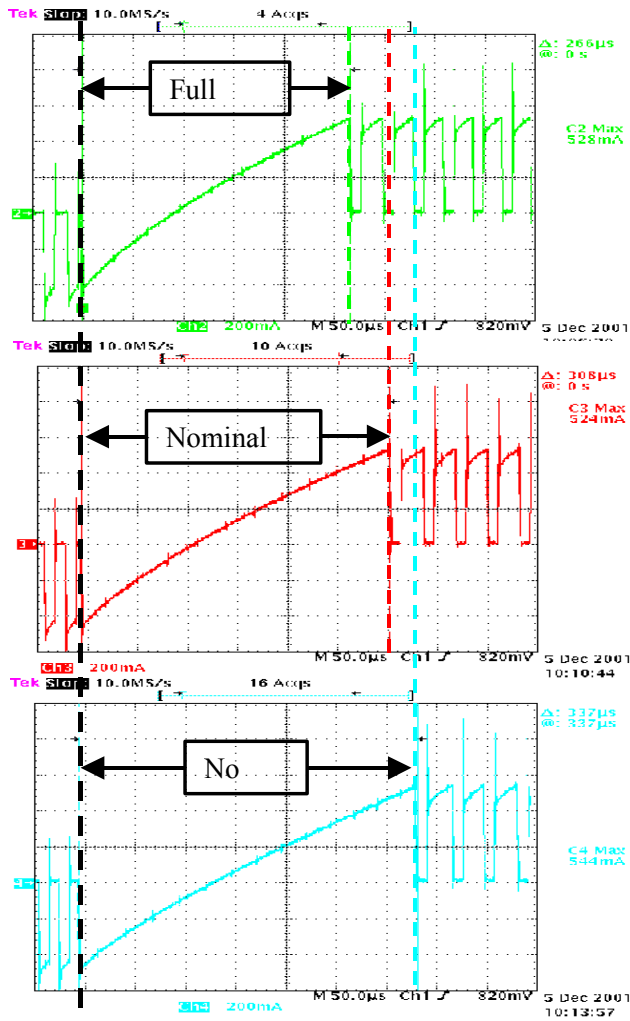 Tek Stop: 10.0MS/s 4 Acqs
Δ: 266µs
@: 0 s
C2 Max
528mA
Full
2
Ch2 200mA M 50.0µs Ch1 820mV 5 Dec 2001
Tek Stop: 10.0MS/s 10 Acqs
Δ: 308µs
@: 0 s
C3 Max
524mA
Nominal
3
Ch3 200mA M 50.0µs Ch1 820mV 5 Dec 2001
10:10:44
Tek Stop: 10.0MS/s 16 Acqs
Δ: 337µs
@: 337µs
No
C4 Max
544mA
Ch4 200mA M 50.0µs Ch1 820mV 5 Dec 2001
10:13:57